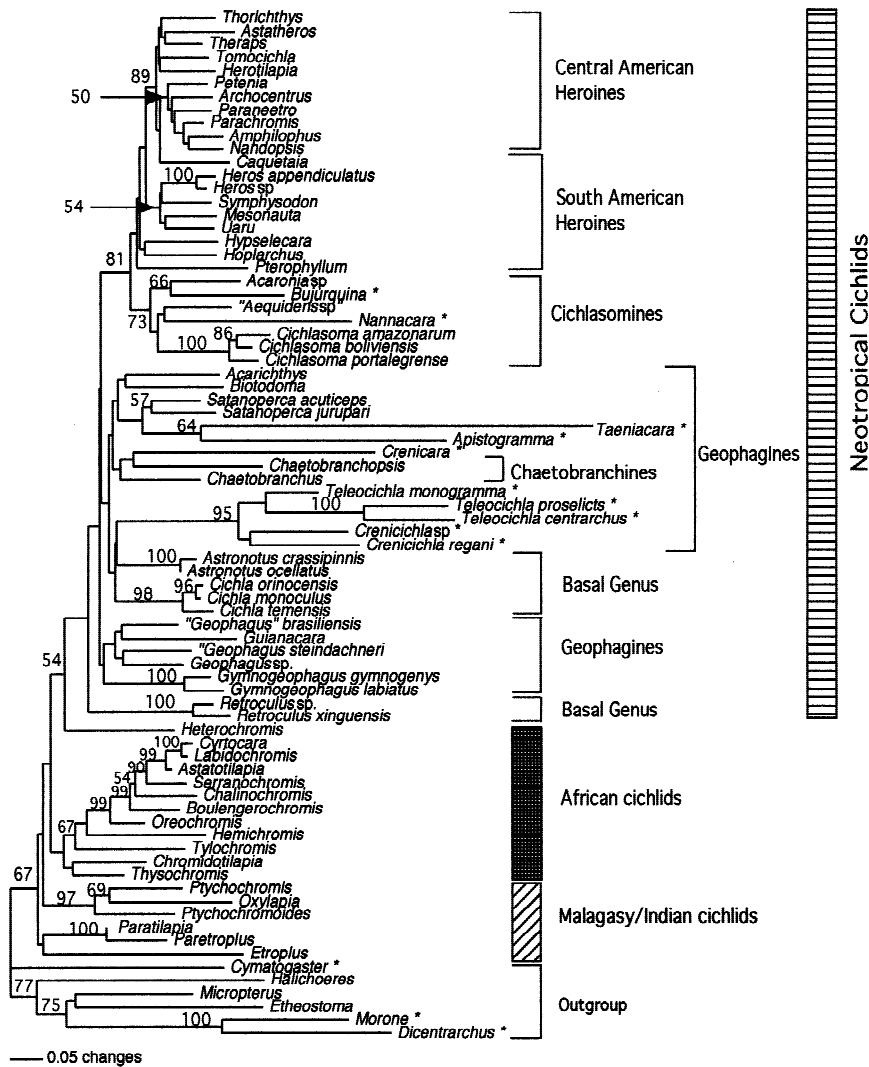 Thorichthys
Astatheros
Theraps
Tomocichla
Herotilapia
89
Petenia
50
Archocentrus
Paraneetro
Parachromis
Amphilophus
Nandopsis
Central American
Heroines
Caquetaia
100
Heros appendiculatus
Heros sp
54
Symphysodon
Mesonauta
Uaru
Hypselecara
Hoplarchus
81
Pterophyllum
South American
Heroines
Acaronia sp
66
Bujurquina *
"Aequidens sp"
73
Nannacara *
86
Cichlasoma amazonarum
100
Cichlasoma boliviensis
Cichlasoma portalegrense
Cichlasomines
Acarichthys
Biotodoma
57
Satanoperca acuticeps
Satanoperca jurupari
64
Taeniacara *
Apistogramma *
Crenicara *
Chaetobranchopsis
Chaetobranchus
Chaetobranchines
Geophagines
Teleocichla monogramma *
100
Teleocichla proselicts *
95
Teleocichla centrarchus *
Crenicichla sp *
Crenicichla regani *
100
Astronotus crassipinnis
Astronotus ocellatus
96
Cichla orinocensis
98
Cichla monoculus
Cichla temensis
Basal Genus
"Geophagus" brasiliensis
Guianacara
"Geophagus steindachneri
Geophagus sp.
100
Gymnogeophagus gymnogenys
Gymnogeophagus labiatus
Geophagines
54
100
Retroculus sp.
Retroculus xinguensis
Basal Genus
Neotropical Cichlids
Heterochromis
100
Cyrtocara
99
Labidochromis
Astatotilapia
54
Serranochromis
99
Chalinochromis
99
Boulengerochromis
67
Oreochromis
Hemichromis
Tylochromis
Chromidotilapia
Thysochromis
African cichlids
67
69
Ptychochromis
97
Oxylapia
Ptychochromoides
100
Paratilapia
Paretroplus
Etroplus
Malagasy/Indian cichlids
Cymatogaster *
77
Halichoeres
Micropterus
75
Etheostoma
100
Morone *
Dicentrarchus *
Outgroup
0.05 changes